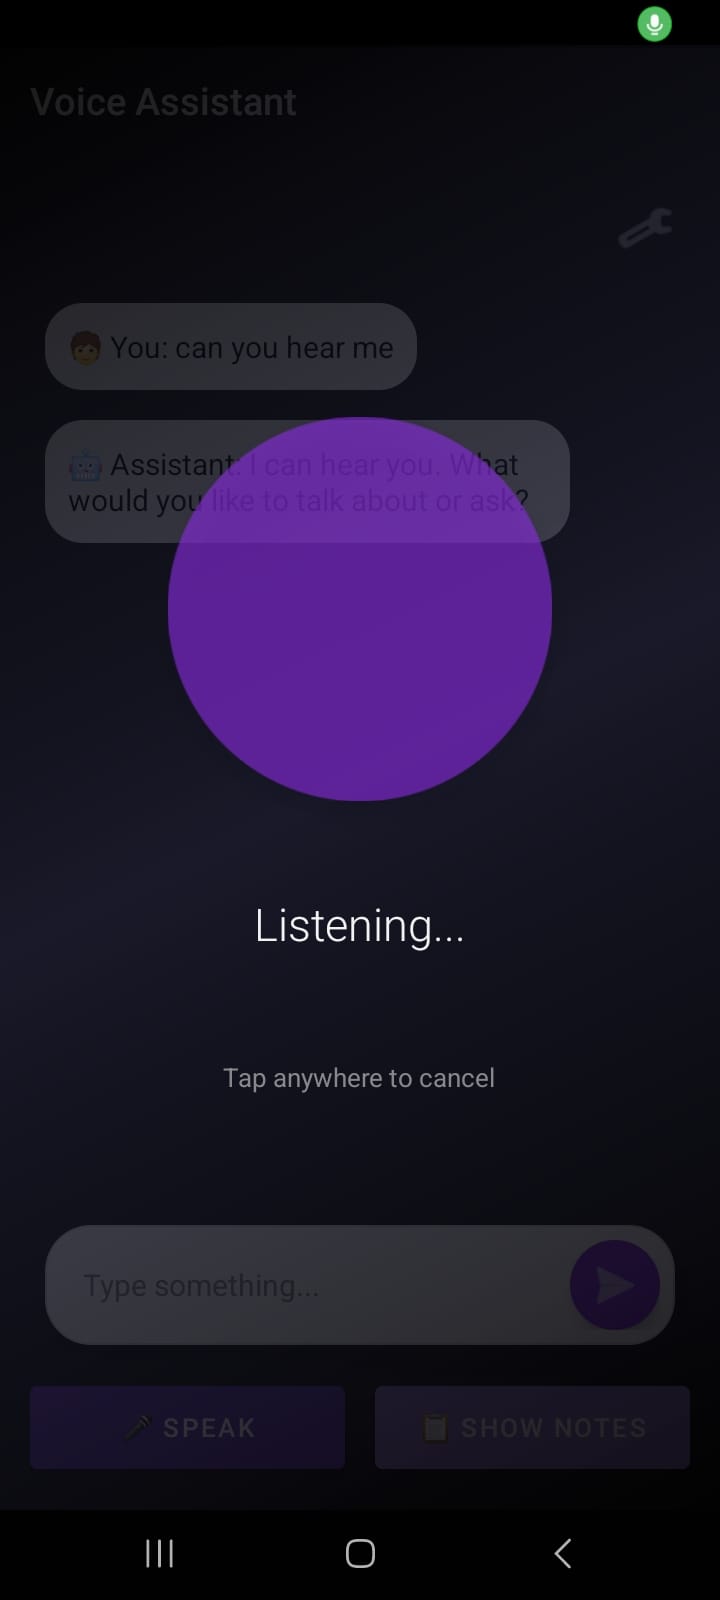 Voice Assistant
You: can you hear me
Assistant: I can hear you. What
would you like to talk about or ask?
Listening...
Tap anywhere to cancel
Type something...
SPEAK
SHOW NOTES